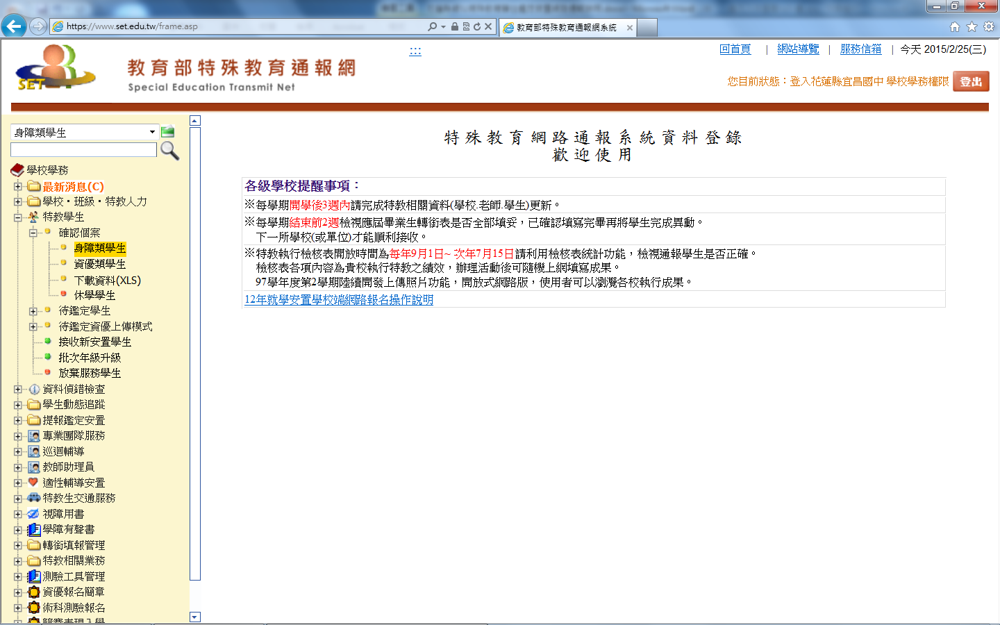 https://www.set.edu.tw/frame.asp
教育部特殊教育通報網系統
SET
教育部特殊教育通報網
Special Education Transmit Net
:::
回首頁 | 網站導覽 | 服務信箱 | 今天 2015/2/25(三)
您目前狀態：登入花蓮縣宜昌國中 學校學務權限 登出
身障類學生
學校學務
最新消息(C)
學校‧班級‧特教人力
特教學生
確認個案
身障類學生
資優類學生
下載資料(XLS)
休學學生
待鑑定學生
待鑑定資優上傳模式
接收新安置學生
批次年級升級
放棄服務學生
資料偵錯檢查
學生動態追蹤
提報鑑定安置
專業團隊服務
巡迴輔導
教師助理員
適性輔導安置
特教生交通服務
視障用書
學障有聲書
轉銜填報管理
特教相關業務
測驗工具管理
資優報名簡章
術科測驗報名
特殊教育網路通報系統資料登錄
歡迎使用
各級學校提醒事項：
※每學期開學後3週內請完成特教相關資料(學校.老師.學生)更新。
※每學期結束前2週檢視應屆畢業生轉銜表是否全部填妥，已確認填寫完畢再將學生完成異動。
下一所學校(或單位)才能順利接收。
※特教執行檢核表開放時間為每年9月1日~ 次年7月15日請利用檢核表統計功能，檢視通報學生是否正確。
檢核表各項內容為貴校執行特教之績效，辦理活動後可隨機上網填寫成果。
97學年度第2學期陸續開發上傳照片功能，開放式網路版，使用者可以瀏灠各校執行成果。
12年就學安置學校端網路報名操作說明